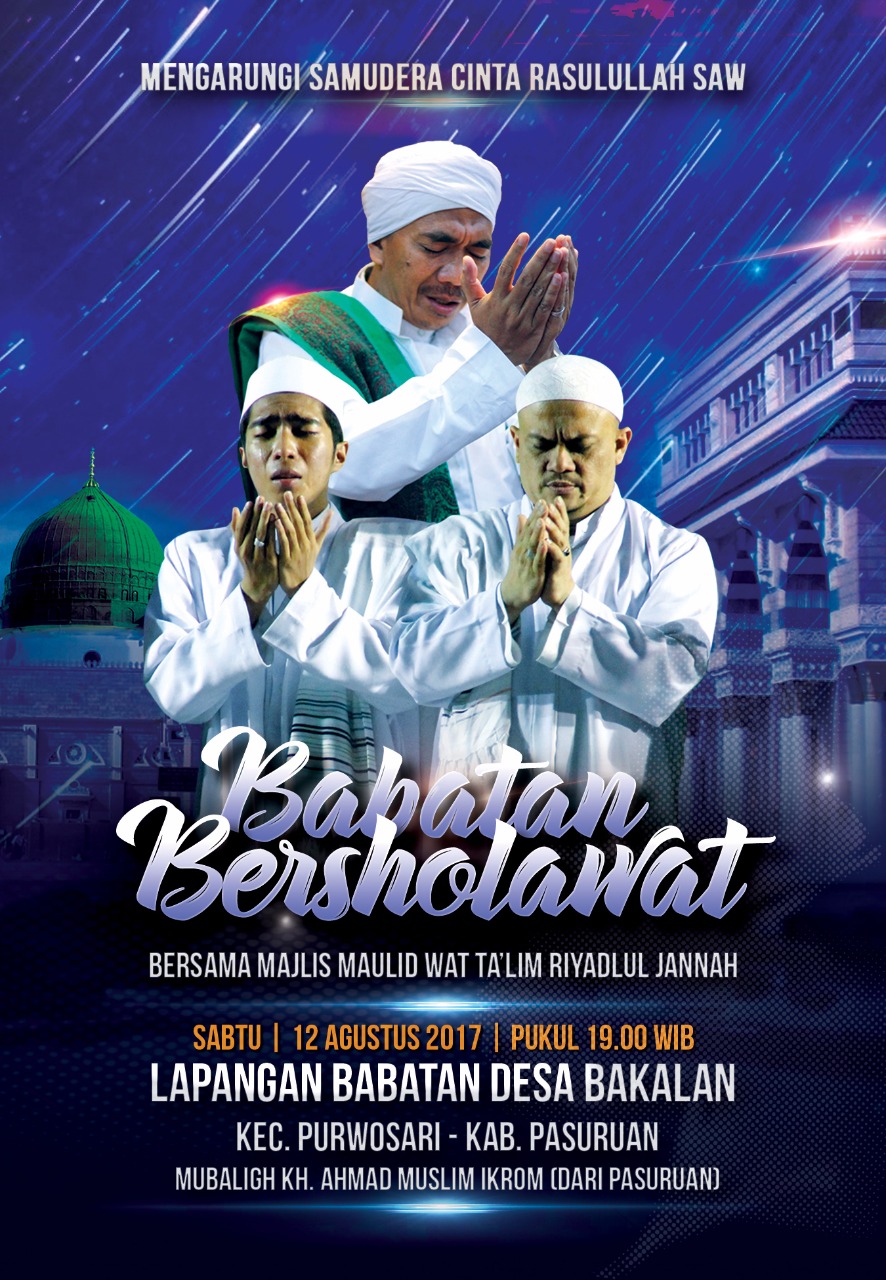 MENGARUNGI SAMUDERA CINTA RASULULLAH SAW
Babatan
Bersholawat
BERSAMA MAJLIS MAULID WAT TA'LIM RIYADLUL JANNAH
SABTU | 12 AGUSTUS 2017 | PUKUL 19.00 WIB
LAPANGAN BABATAN DESA BAKALAN
KEC. PURWOSARI - KAB. PASURUAN
MUBALIGH KH. AHMAD MUSLIM IKROM (DARI PASURUAN)